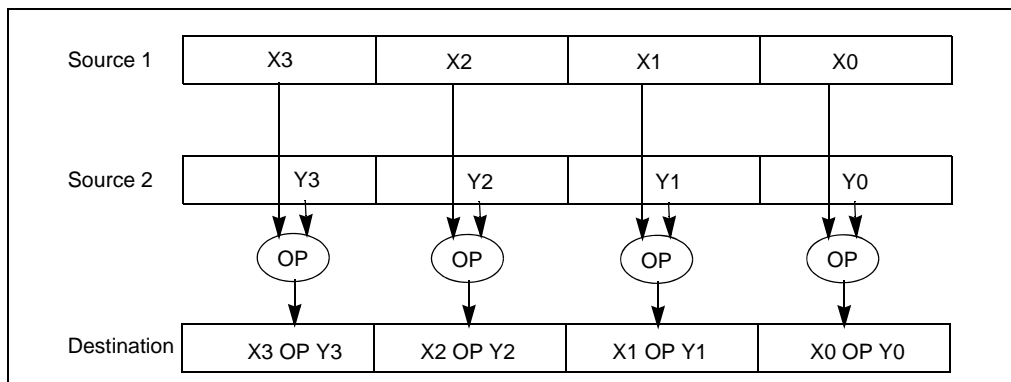 Source 1 X3 X2 X1 X0
Source 2 Y3 Y2 Y1 Y0
OP OP OP OP
Destination X3 OP Y3 X2 OP Y2 X1 OP Y1 X0 OP Y0